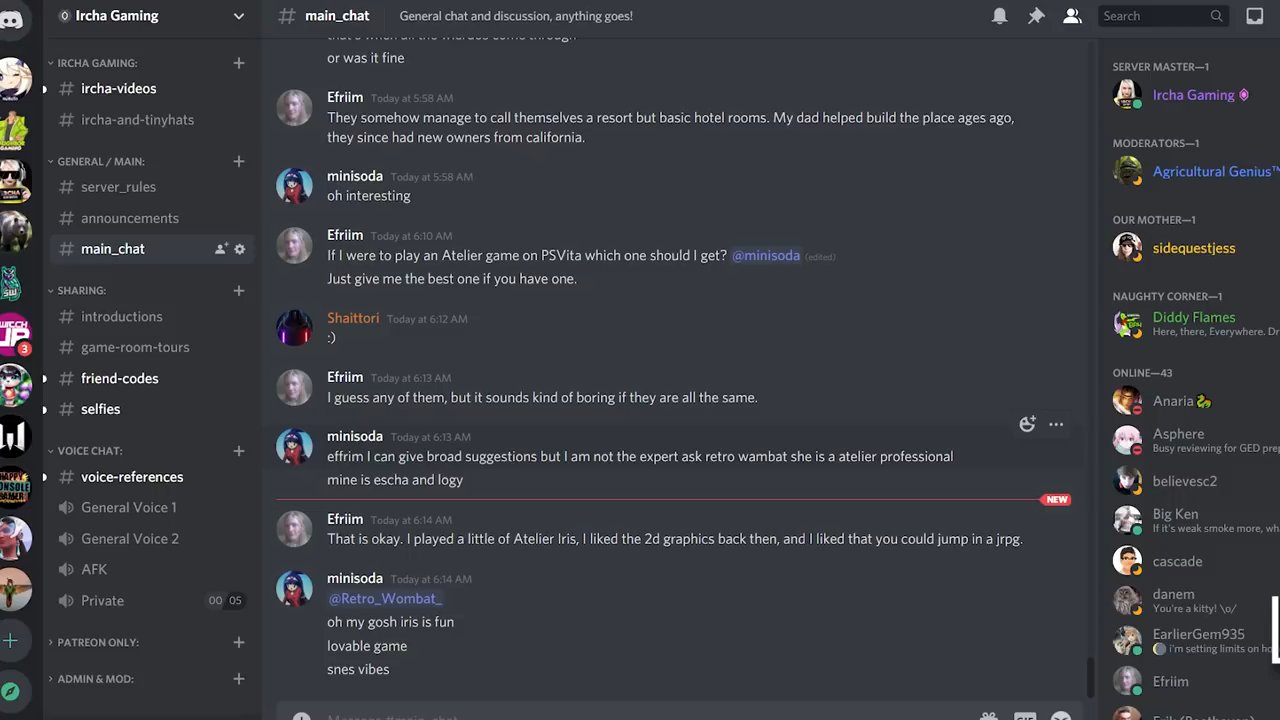 Ircha Gaming
IRCHA GAMING:
ircha-videos
ircha-and-tinyhats
GENERAL / MAIN:
server_rules
announcements
main_chat
SHARING:
introductions
game-room-tours
friend-codes
selfies
VOICE CHAT:
voice-references
General Voice 1
General Voice 2
AFK
Private 00 05
PATREON ONLY:
ADMIN & MOD:
3
# main_chat General chat and discussion, anything goes!
Search
or was it fine
Efriim Today at 5:58 AM
They somehow manage to call themselves a resort but basic hotel rooms. My dad helped build the place ages ago,
they since had new owners from california.
minisoda Today at 5:58 AM
oh interesting
Efriim Today at 6:10 AM
If I were to play an Atelier game on PSVita which one should I get? @minisoda (edited)
Just give me the best one if you have one.
Shaittori Today at 6:12 AM
:)
Efriim Today at 6:13 AM
I guess any of them, but it sounds kind of boring if they are all the same.
minisoda Today at 6:13 AM
effrim I can give broad suggestions but I am not the expert ask retro wambat she is a atelier professional
mine is escha and logy
NEW
Efriim Today at 6:14 AM
That is okay. I played a little of Atelier Iris, I liked the 2d graphics back then, and I liked that you could jump in a jrpg.
minisoda Today at 6:14 AM
@Retro_Wombat_
oh my gosh iris is fun
lovable game
snes vibes
SERVER MASTER—1
Ircha Gaming
MODERATORS—1
Agricultural Genius™
OUR MOTHER—1
sidequestjess
NAUGHTY CORNER—1
Diddy Flames
Here, there, Everywhere.
ONLINE—43
Anaria
Asphere
Busy reviewing for GED
believesc2
Big Ken
If it's weak smoke more,
cascade
danem
You're a kitty! \o/
EarlierGem935
i'm setting limits on
Efriim